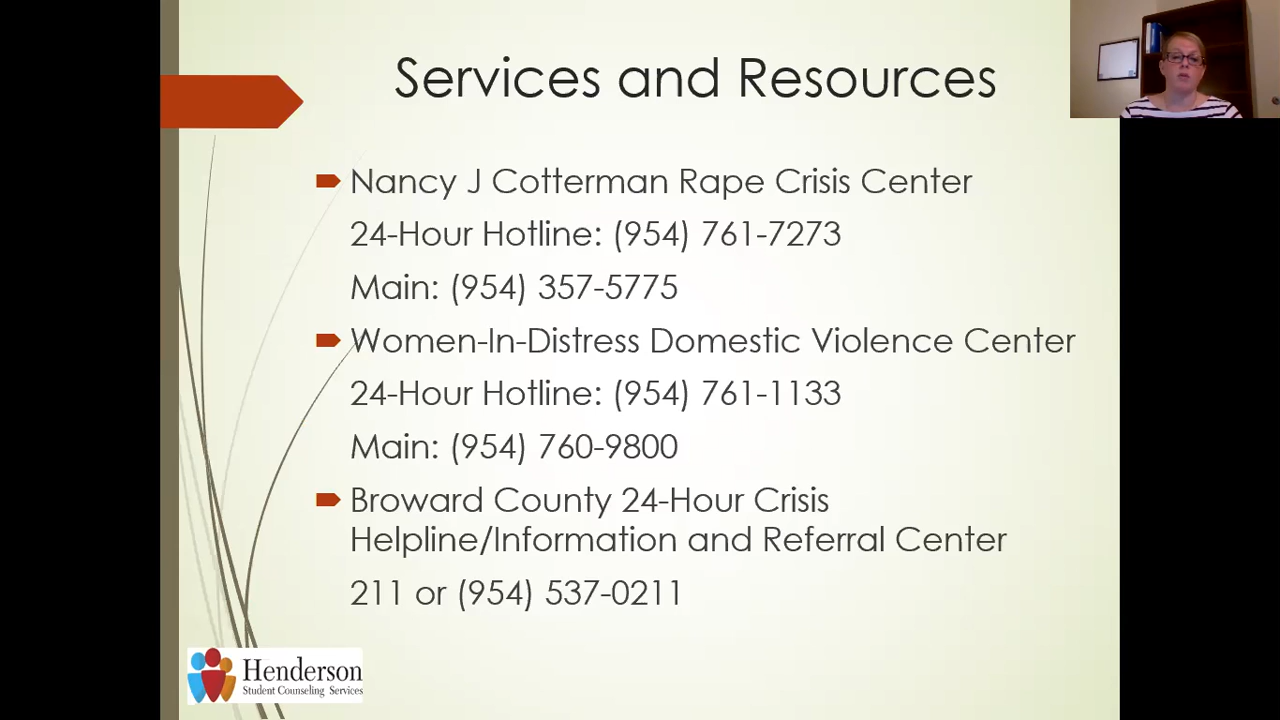 Services and Resources
Nancy J Cotterman Rape Crisis Center
24-Hour Hotline: (954) 761-7273
Main: (954) 357-5775
Women-In-Distress Domestic Violence Center
24-Hour Hotline: (954) 761-1133
Main: (954) 760-9800
Broward County 24-Hour Crisis
Helpline/Information and Referral Center
211 or (954) 537-0211
Henderson
Student Counseling Services